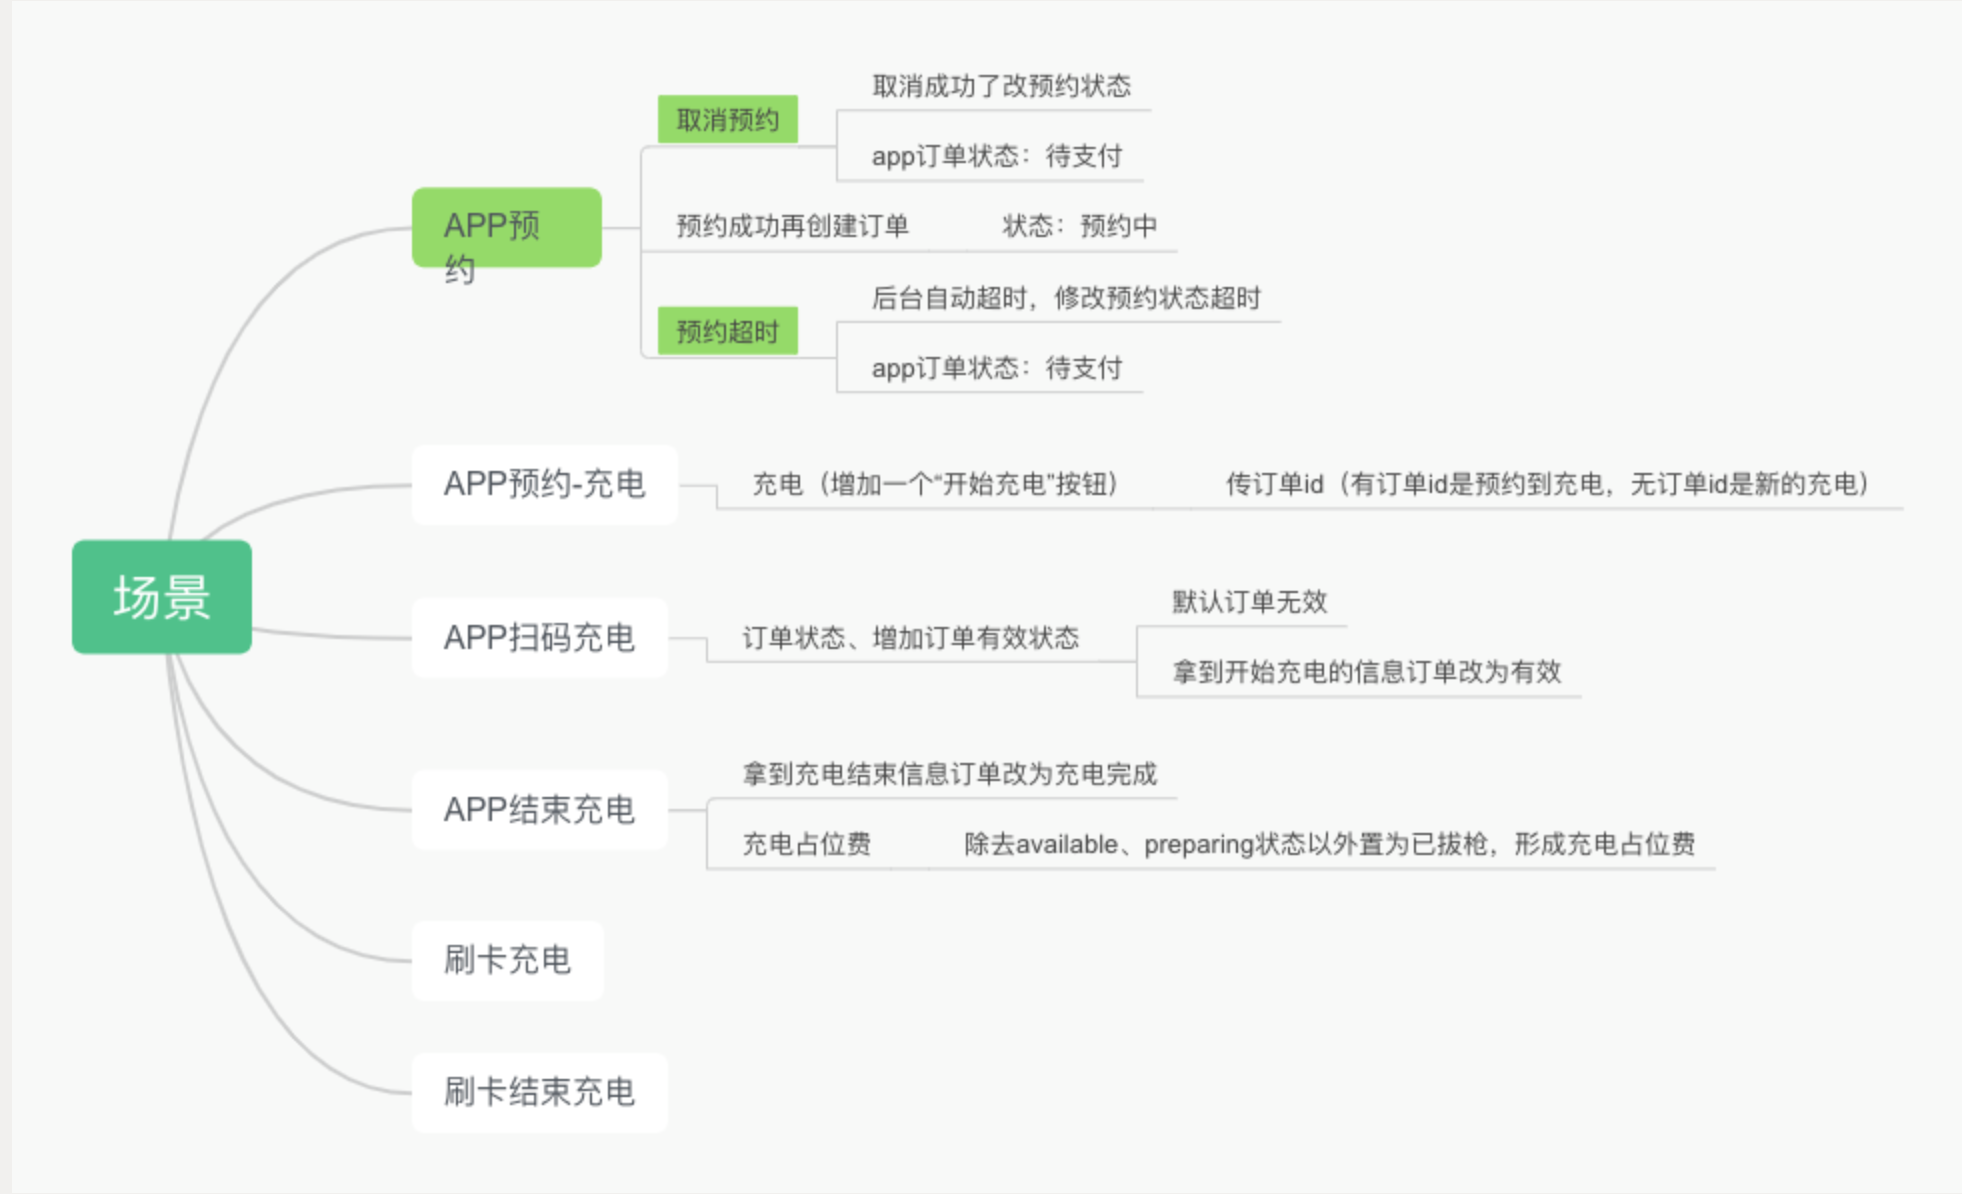 场景
APP预
约
取消预约
取消成功了改预约状态
app订单状态：待支付
预约成功再创建订单
状态：预约中
预约超时
后台自动超时，修改预约状态超时
app订单状态：待支付
APP预约-充电
充电（增加一个“开始充电”按钮）
传订单id（有订单id是预约到充电，无订单id是新的充电）
APP扫码充电
订单状态、增加订单有效状态
默认订单无效
拿到开始充电的信息订单改为有效
APP结束充电
拿到充电结束信息订单改为充电完成
充电占位费
除去available、preparing状态以外置为已拔枪，形成充电占位费
刷卡充电
刷卡结束充电